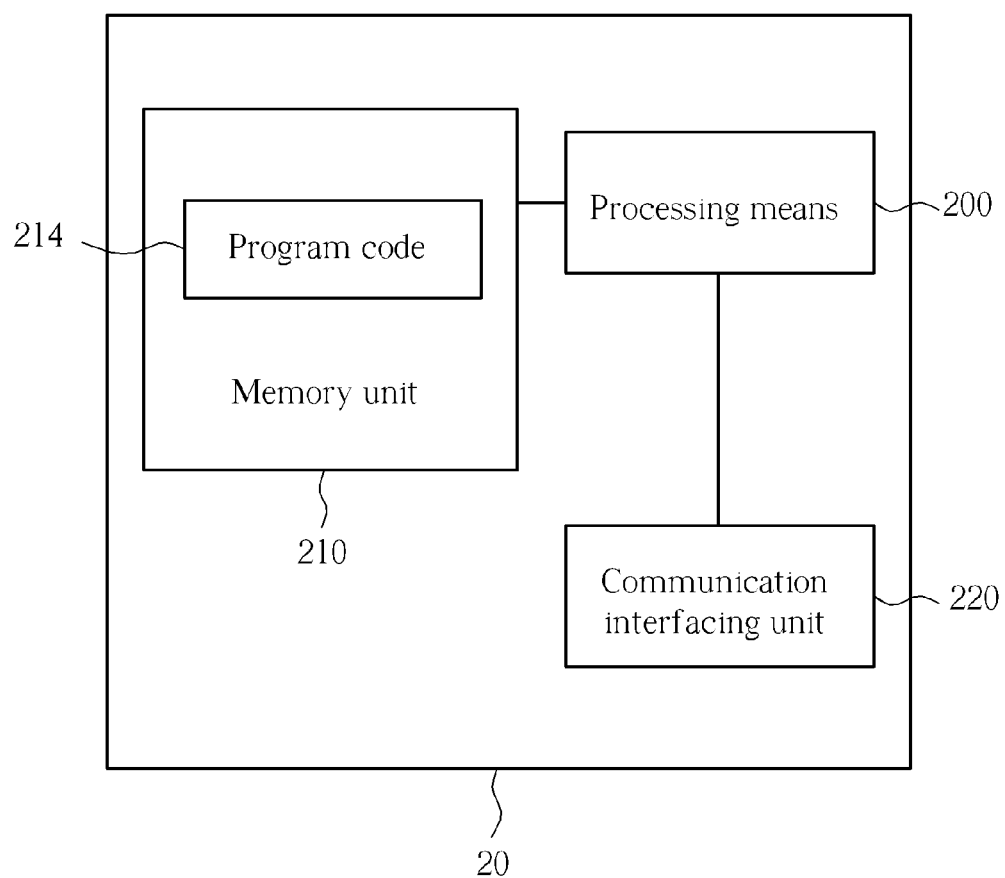 Processing means
200
214
Program code
Memory unit
210
Communication
interfacing unit
220
20